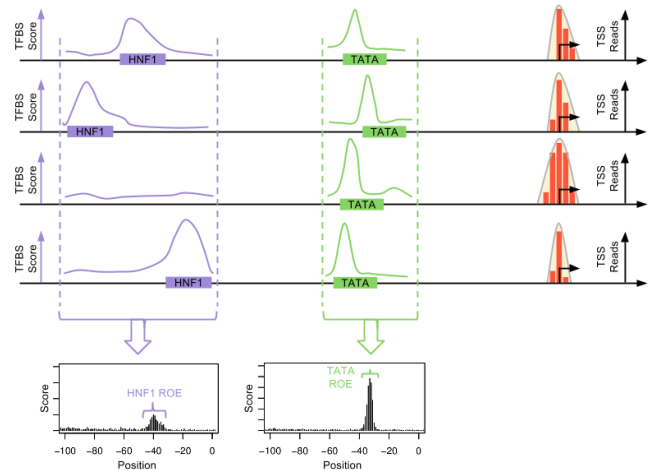 TFBS
Score
HNF1
TATA
TSS
Reads
TFBS
Score
HNF1
TATA
TSS
Reads
TFBS
Score
TATA
TSS
Reads
TFBS
Score
HNF1
TATA
TSS
Reads
Score
HNF1 ROE
−100 −80 −60 −40 −20 0
Position
Score
TATA
ROE
−100 −80 −60 −40 −20 0
Position